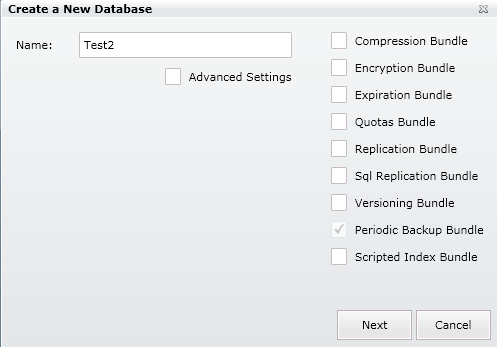 Create a New Database
Name:
Test2
Advanced Settings
Compression Bundle
Encryption Bundle
Expiration Bundle
Quotas Bundle
Replication Bundle
Sql Replication Bundle
Versioning Bundle
Periodic Backup Bundle
Scripted Index Bundle
Next
Cancel